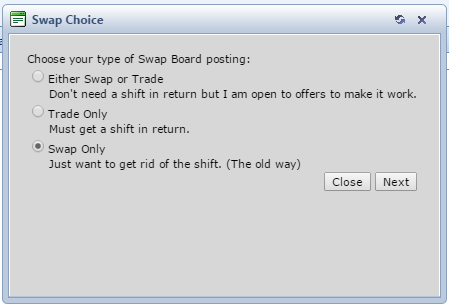 Swap Choice
Choose your type of Swap Board posting:
Either Swap or Trade
Don't need a shift in return but I am open to offers to make it work.
Trade Only
Must get a shift in return.
Swap Only
Just want to get rid of the shift. (The old way)
Close Next